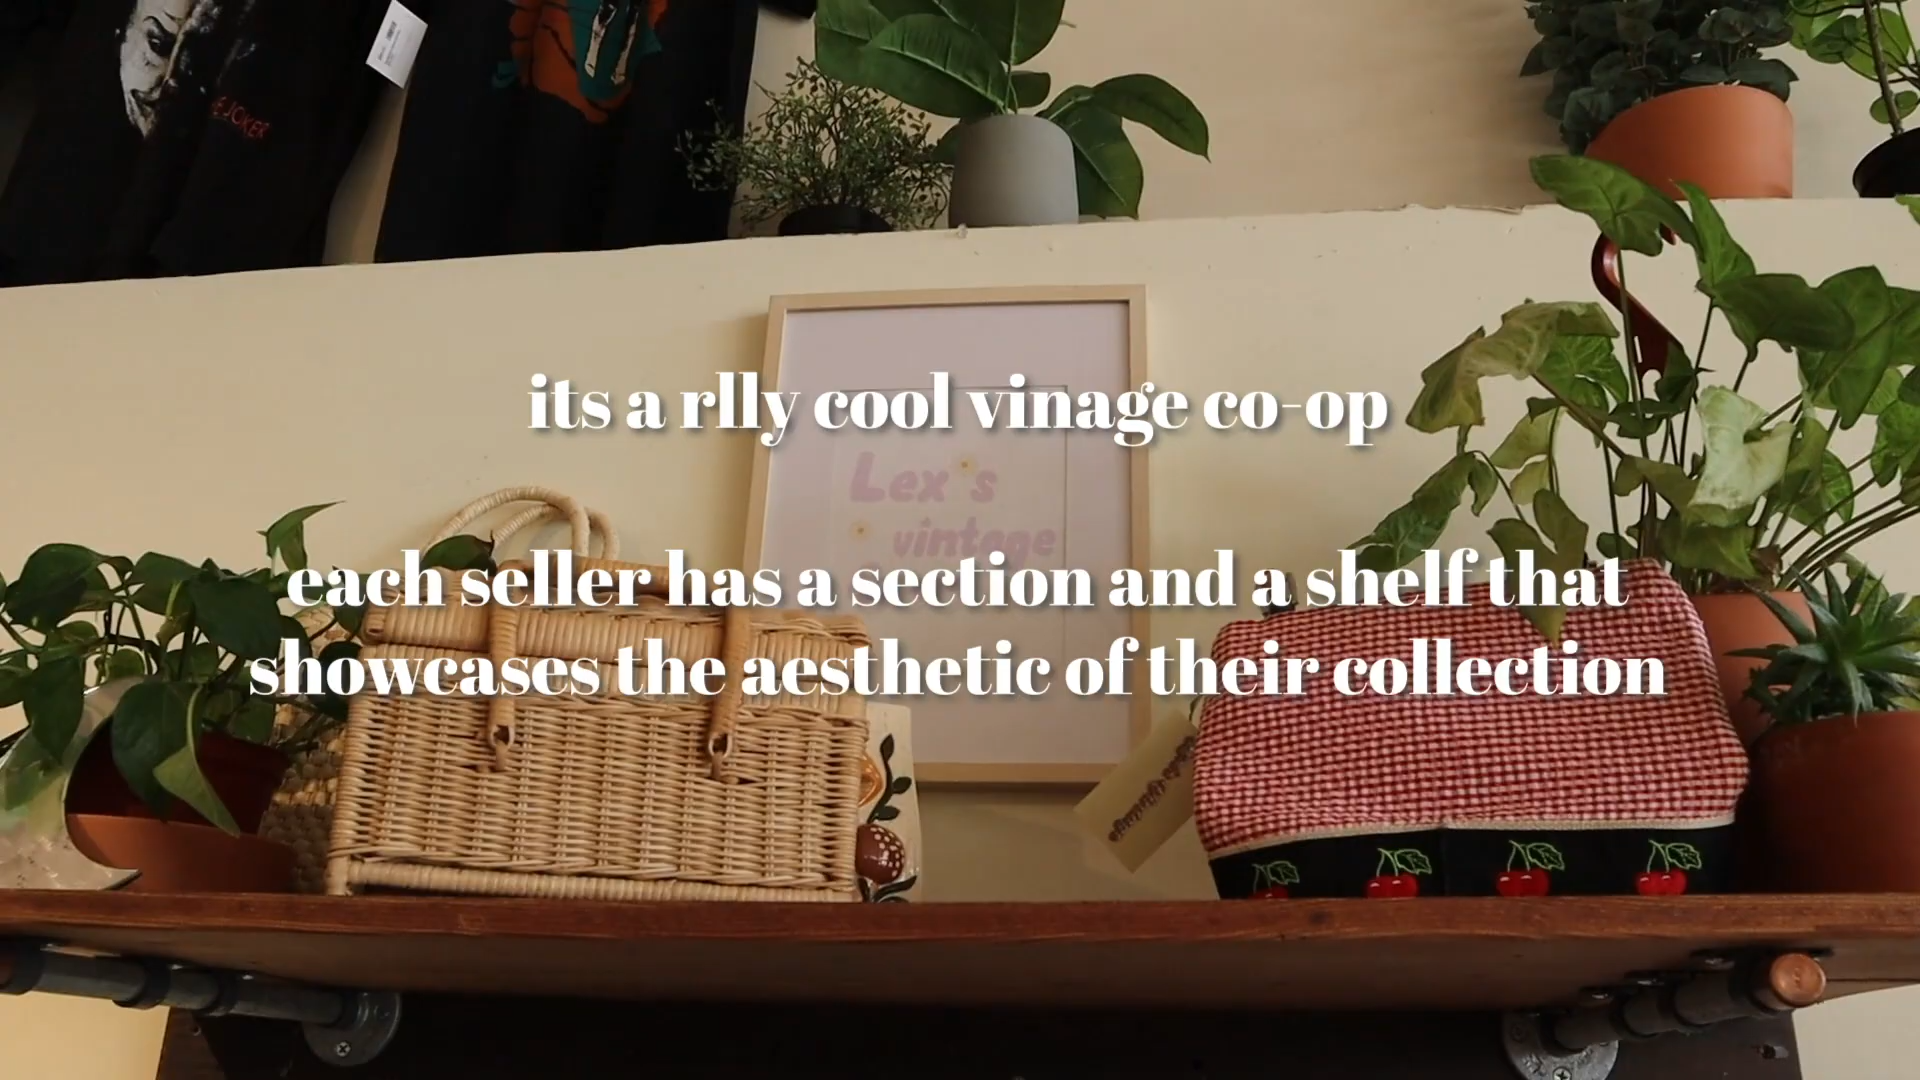 E JOKER
its a rlly cool vinage co-op
Lex's
vintage
each seller has a section and a shelf that
showcases the aesthetic of their collection